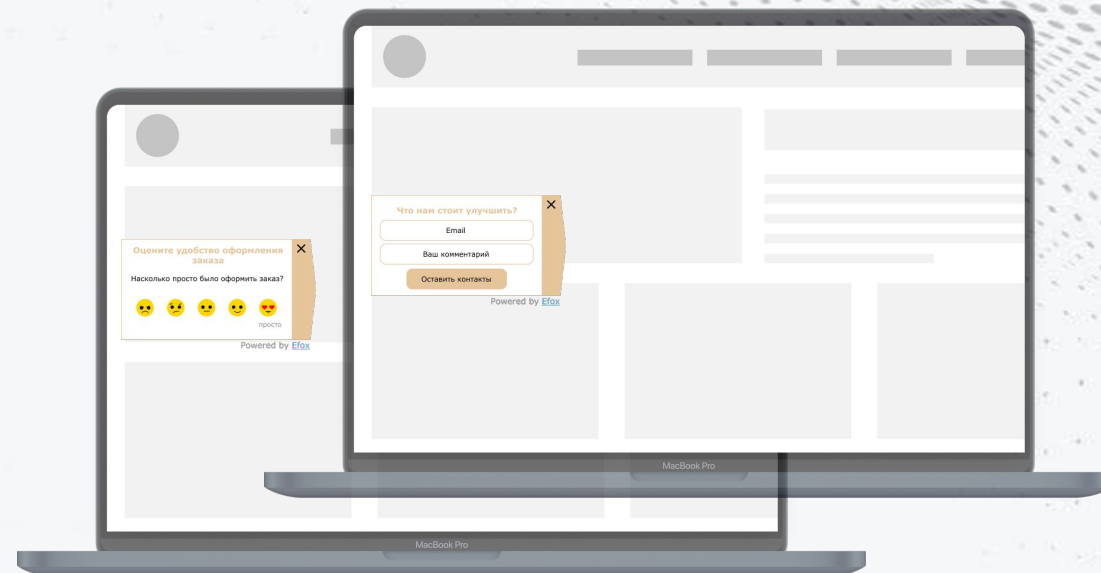 Оцените удобство оформления
заказа
Насколько просто было оформить заказ?
просто
Powered by Efox
MacBook Pro
Что нам стоит улучшить?
Email
Ваш комментарий
Оставить контакты
Powered by Efox
MacBook Pro